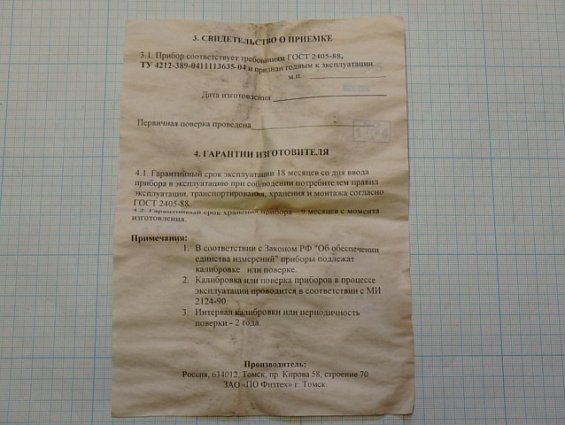 3. СВИДЕТЕЛЬСТВО О ПРИЕМКЕ
3.1. Прибор соответствует требованиям ГОСТ 2405-88,
ТУ 4212-389-0411113635-04 и признан годным к эксплуатации
м.п.
Дата изготовления
Первичная поверка проведена
4. ГАРАНТИИ ИЗГОТОВИТЕЛЯ
4.1. Гарантийный срок эксплуатации 18 месяцев со дня ввода
прибора в эксплуатацию при соблюдении потребителем правил
эксплуатации, транспортирования, хранения и монтажа согласно
ГОСТ 2405-88.
4.2. Гарантийный срок хранения прибора – 9 месяцев с момента
изготовления.
Примечания:
1. В соответствии с Законом РФ "Об обеспечении
единства измерений" приборы подлежат
калибровке или поверке.
2. Калибровка или поверка приборов в процессе
эксплуатации проводится в соответствии с МИ
2124-90.
3. Интервал калибровки или периодичность
поверки - 2 года.
Производитель:
Россия, 634012, Томск, пр. Кирова 58, строение 70
ЗАО «ПО Физтех» г. Томск.